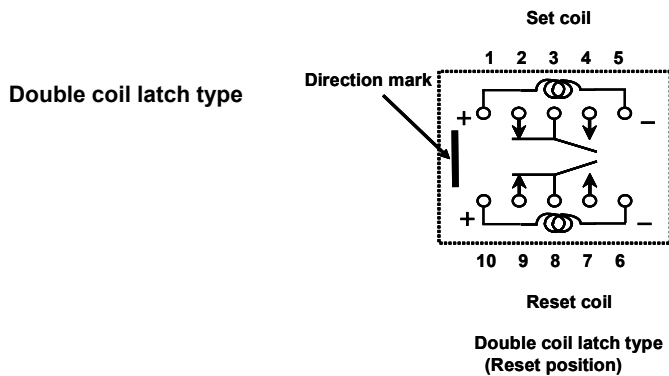 Set coil
1 2 3 4 5
Direction mark
Double coil latch type
+ −
+ −
10 9 8 7 6
Reset coil
Double coil latch type
(Reset position)